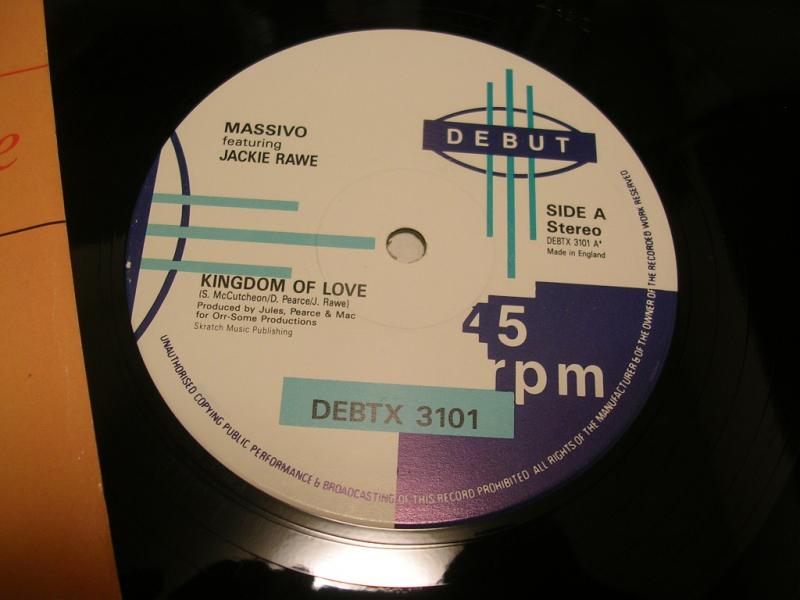 MASSIVO
featuring
JACKIE RAWE
DEBUT
SIDE A
Stereo
DEBTX 3101 A*
Made in England
KINGDOM OF LOVE
(S. McCutcheon/D. Pearce/J. Rawe)
Produced by Jules, Pearce & Mac
for Orr-Some Productions
Skratch Music Publishing
45
rpm
DEBTX 3101
UNAUTHORISED COPYING PUBLIC PERFORMANCE & BROADCASTING OF THIS RECORD PROHIBITED ALL RIGHTS OF THE MANUFACTURER & OF THE OWNER OF THE RECORDED WORK RESERVED
e